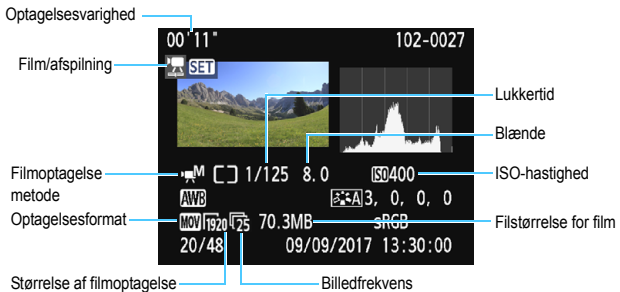 Optagelsesvarighed
00'11" 102-0027
Film/afspilning
SET
Lukkertid
Blænde
Filmoptagelse metode
M 1/125 8.0 ISO 400
ISO-hastighed
AWB A 3, 0, 0, 0
Optagelsesformat
MOV 1920 25 70.3MB sRGB
Filstørrelse for film
20/48 09/09/2017 13:30:00
Størrelse af filmoptagelse
Billedfrekvens